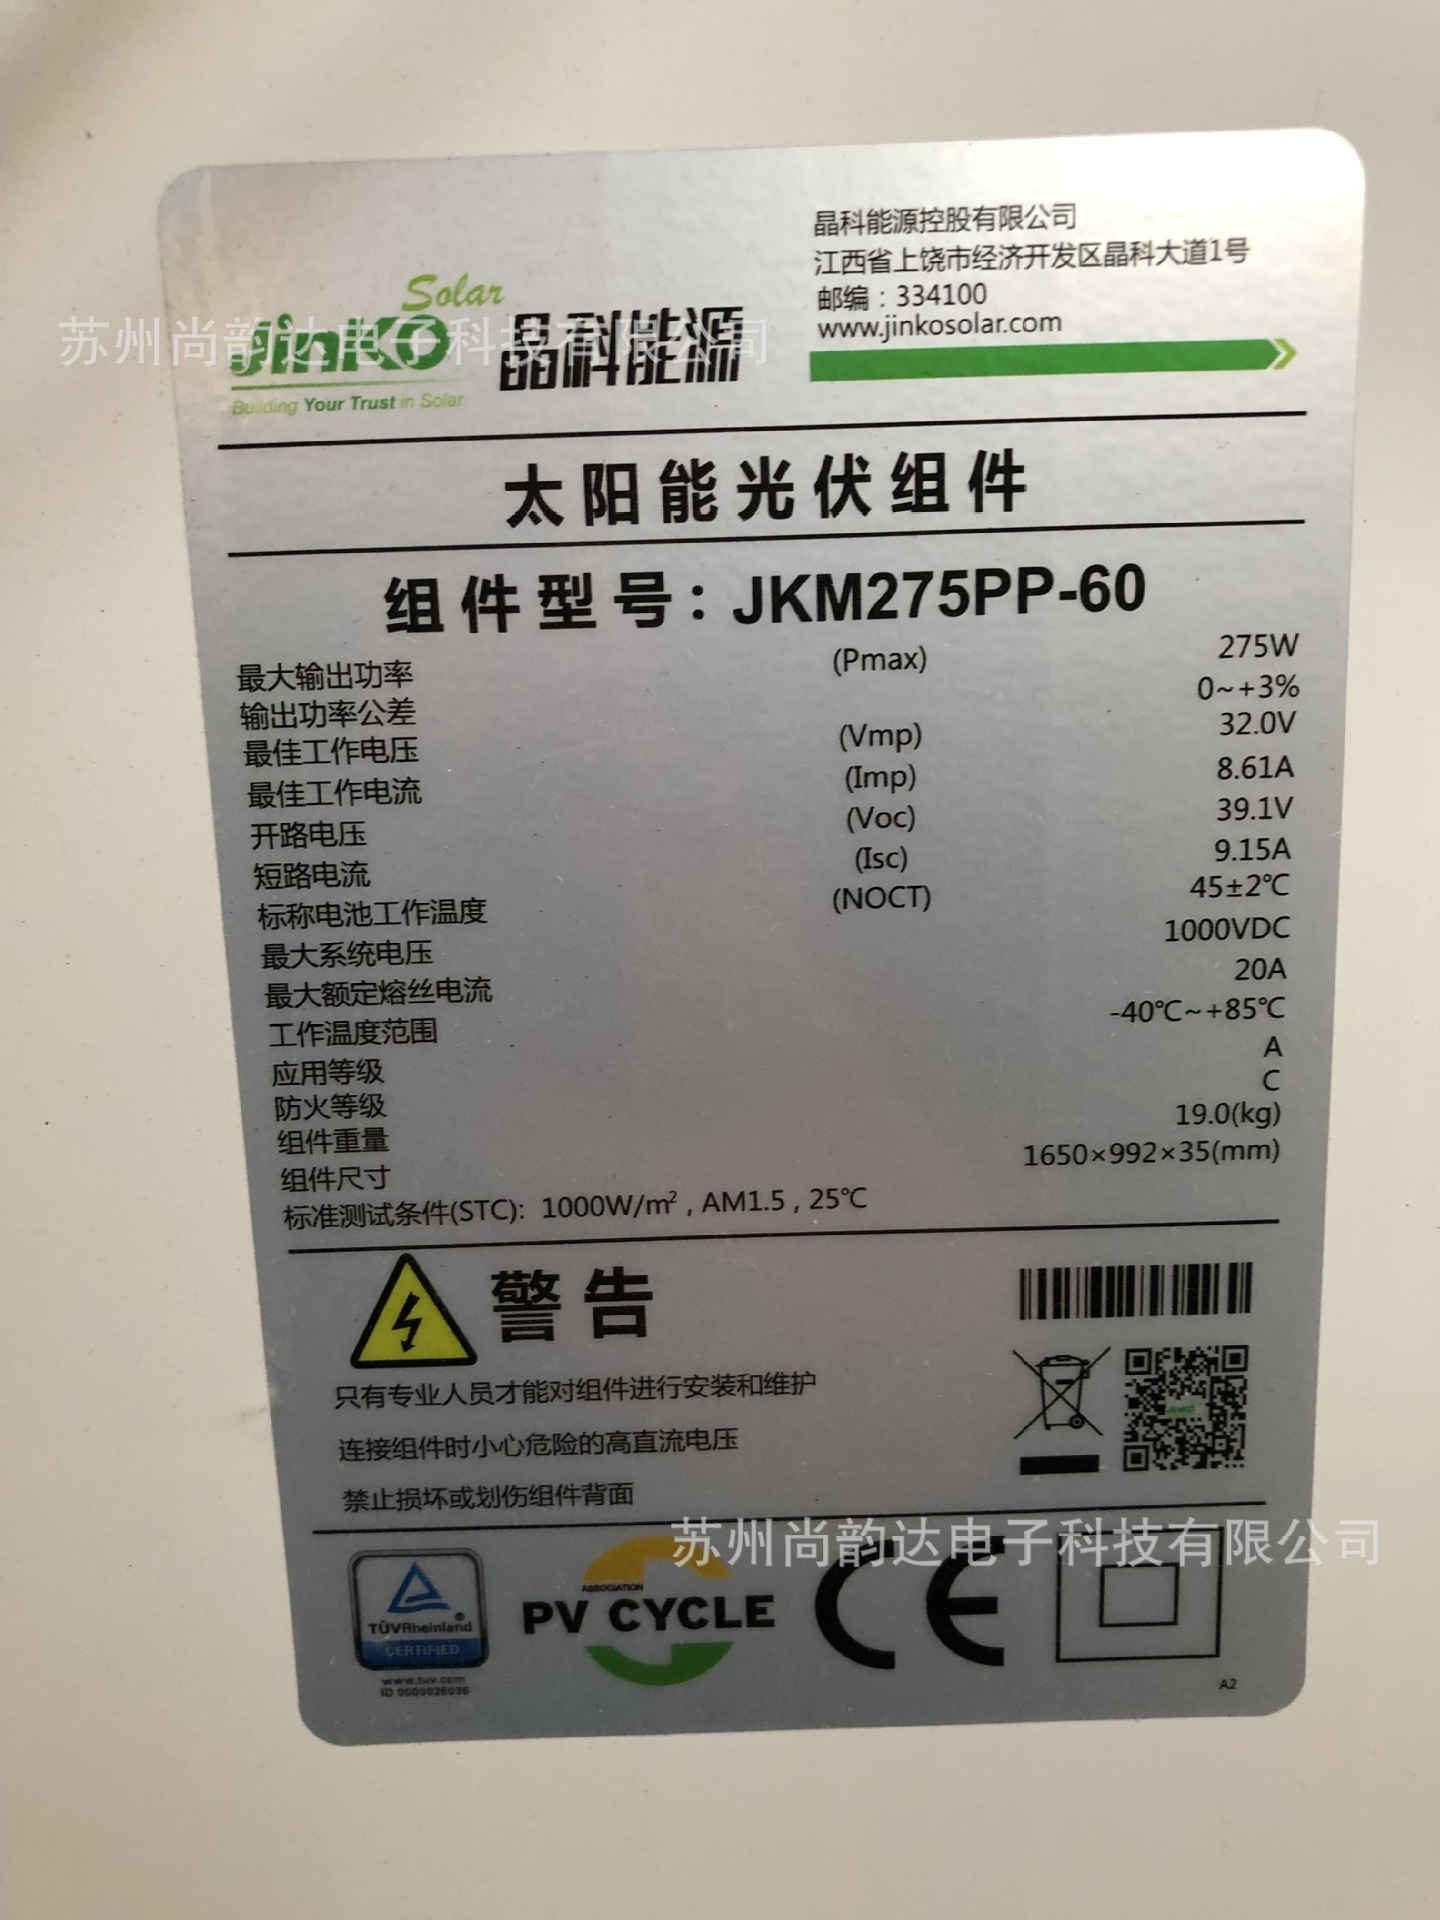 晶科能源控股有限公司
江西省上饶市经济开发区晶科大道1号
邮编：334100
www.jinkosolar.com
Solar
JinKO 晶科能源
Building Your Trust in Solar
苏州尚韵达电子科技有限公司
太阳能光伏组件
组件型号：JKM275PP-60
最大输出功率 (Pmax) 275W
输出功率公差 0~+3%
最佳工作电压 (Vmp) 32.0V
最佳工作电流 (Imp) 8.61A
开路电压 (Voc) 39.1V
短路电流 (Isc) 9.15A
标称电池工作温度 (NOCT) 45±2℃
最大系统电压 1000VDC
最大额定熔丝电流 20A
工作温度范围 -40℃~+85℃
应用等级 A
防火等级 C
组件重量 19.0(kg)
组件尺寸 1650×992×35(mm)
标准测试条件(STC): 1000W/m², AM1.5, 25℃
警告
只有专业人员才能对组件进行安装和维护
连接组件时小心危险的高直流电压
禁止损坏或划伤组件背面
JinKO
苏州尚韵达电子科技有限公司
TÜVRheinland
CERTIFIED
www.tuv.com
ID 0000026036
ASSOCIATION
PV CYCLE
CE
A2